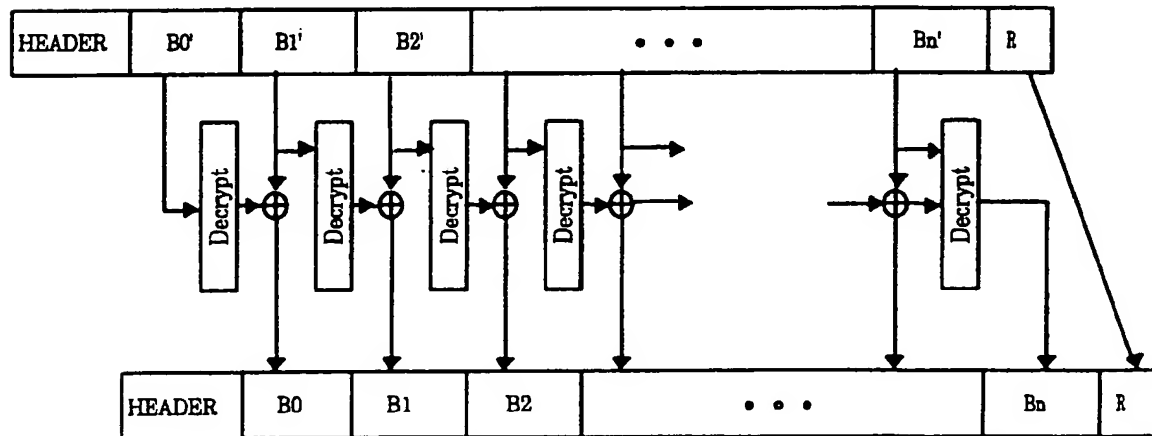 HEADER B0' B1' B2' • • • Bn' R
Decrypt Decrypt Decrypt Decrypt Decrypt
HEADER B0 B1 B2 • • • Bn R